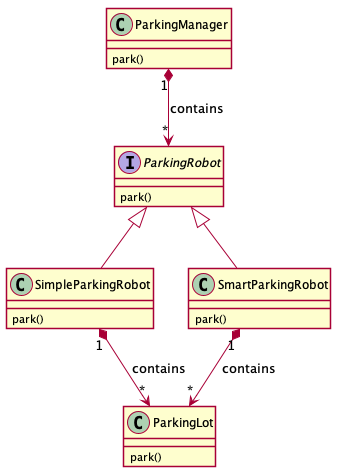 C ParkingManager
park()
1
contains
*
I ParkingRobot
park()
C SimpleParkingRobot
park()
C SmartParkingRobot
park()
1
1
contains
contains
*
*
C ParkingLot
park()